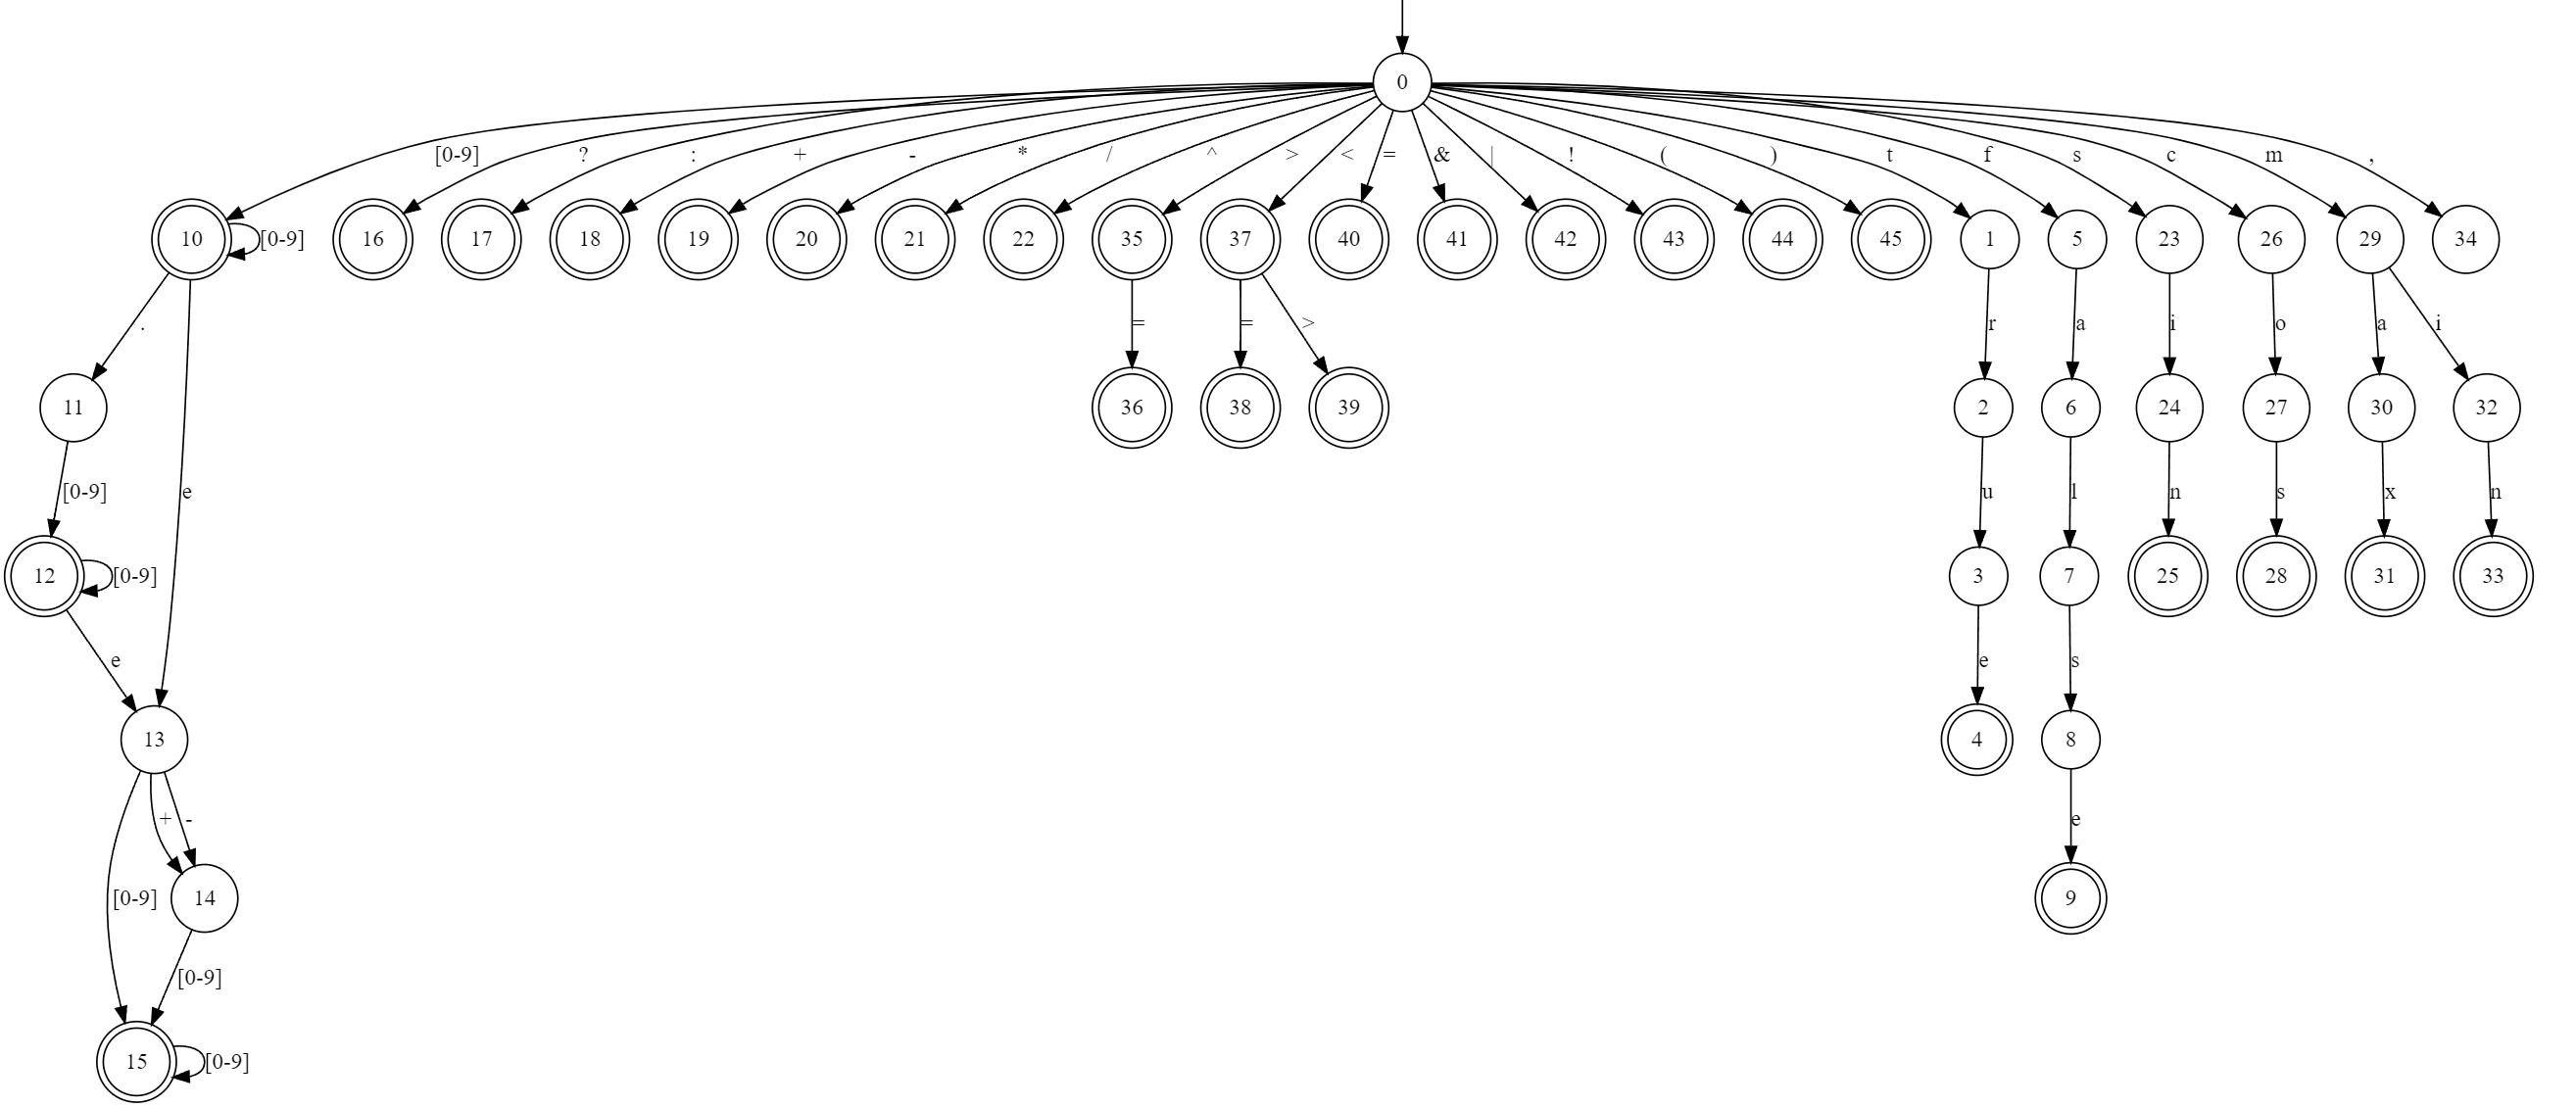 0
[0-9] ? : + - * / ^ > < = & | ! ( ) t f s c m ,
10 [0-9] 16 17 18 19 20 21 22 35 37 40 41 42 43 44 45 1 5 23 26 29 34
. = = > r a i o a i
11 36 38 39 2 6 24 27 30 32
[0-9] e u l n s x n
12 [0-9] 3 7 25 28 31 33
e e s
13 4 8
+ - e
[0-9] 14 9
[0-9]
15 [0-9]